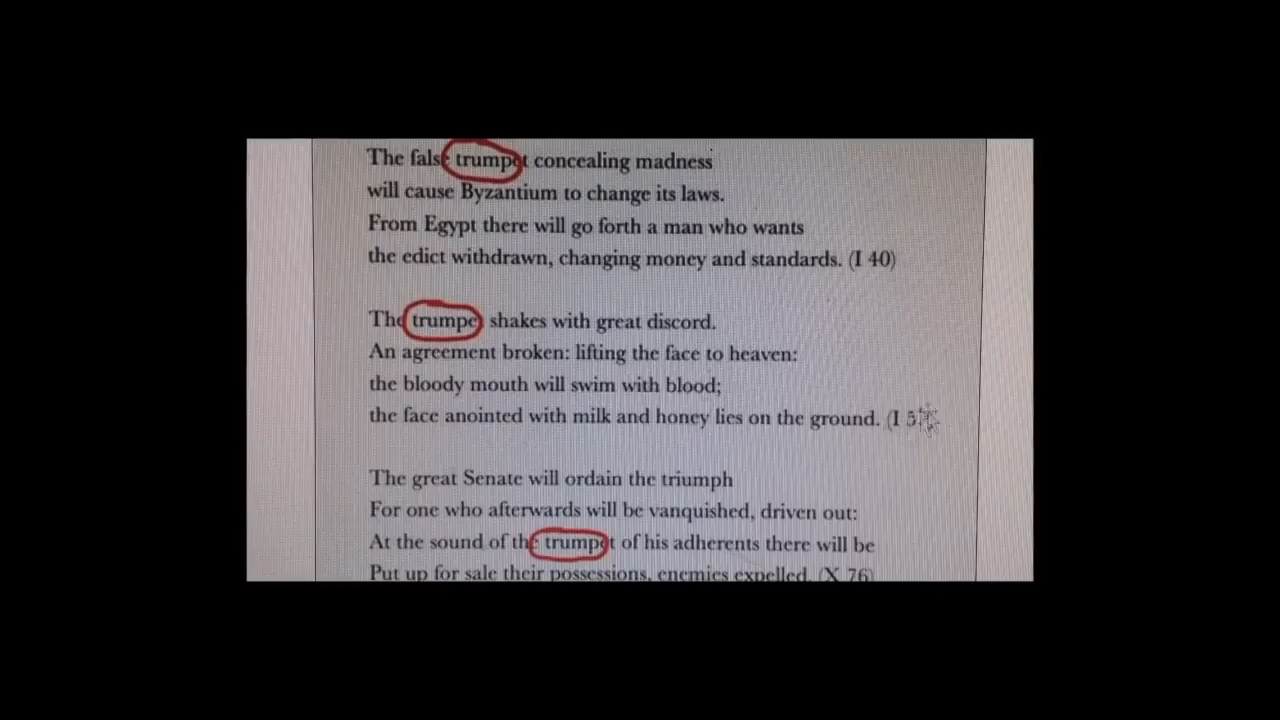 The false trumpet concealing madness
will cause Byzantium to change its laws.
From Egypt there will go forth a man who wants
the edict withdrawn, changing money and standards. (I 40)
The trumpet shakes with great discord.
An agreement broken: lifting the face to heaven:
the bloody mouth will swim with blood;
the face anointed with milk and honey lies on the ground. (I
The great Senate will ordain the triumph
For one who afterwards will be vanquished, driven out:
At the sound of the trumpet of his adherents there will be
Put up for sale their possessions, enemies expelled. (X 76)